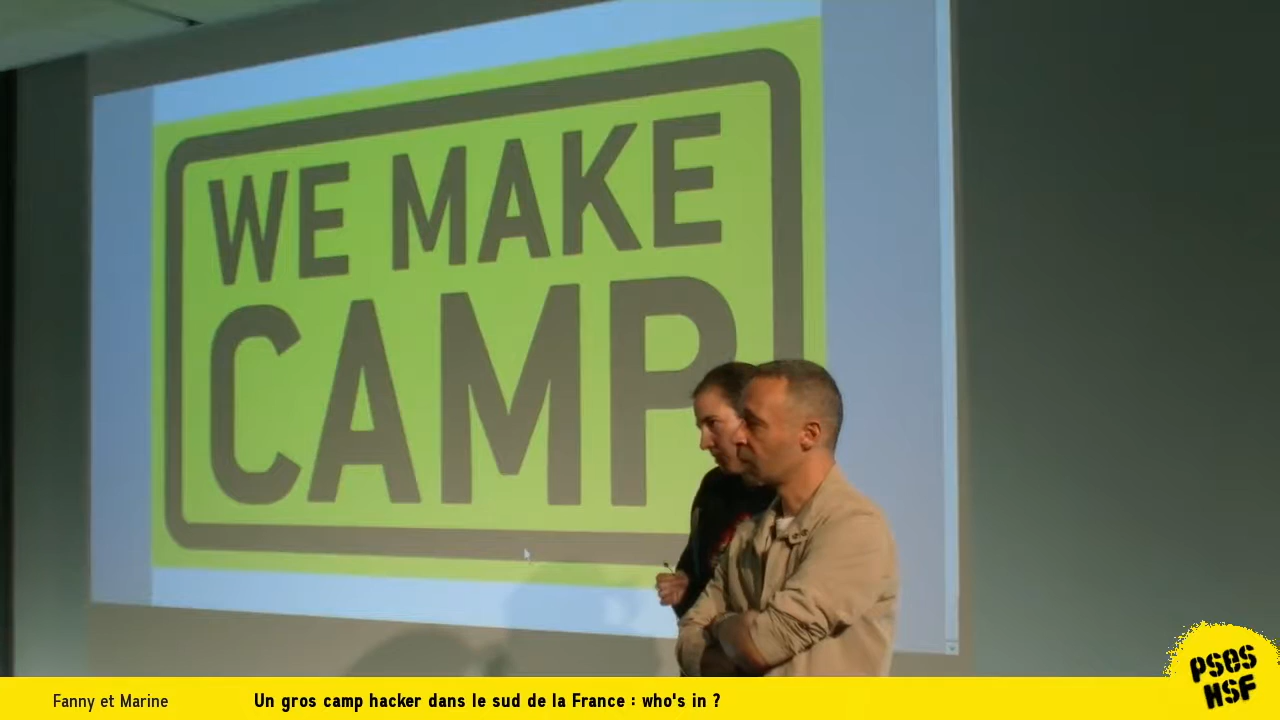 WE MAKE
CAMP
Fanny et Marine
Un gros camp hacker dans le sud de la France : who's in ?
PSES
HSF